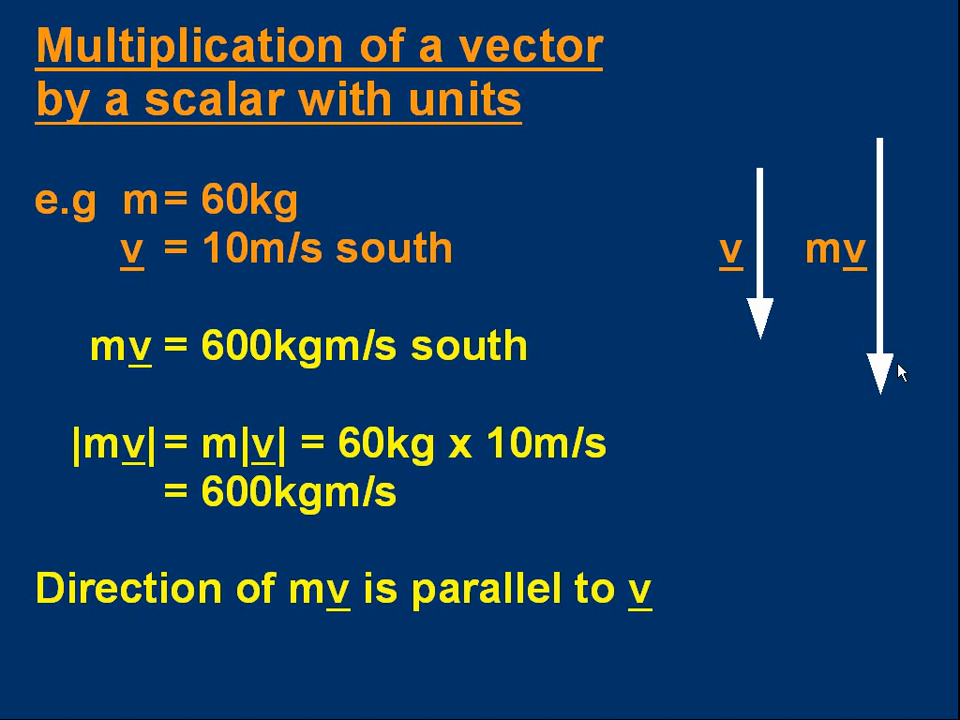 Multiplication of a vector
by a scalar with units
e.g m = 60kg
v = 10m/s south
v mv
mv = 600kgm/s south
|mv| = m|v| = 60kg x 10m/s
= 600kgm/s
Direction of mv is parallel to v